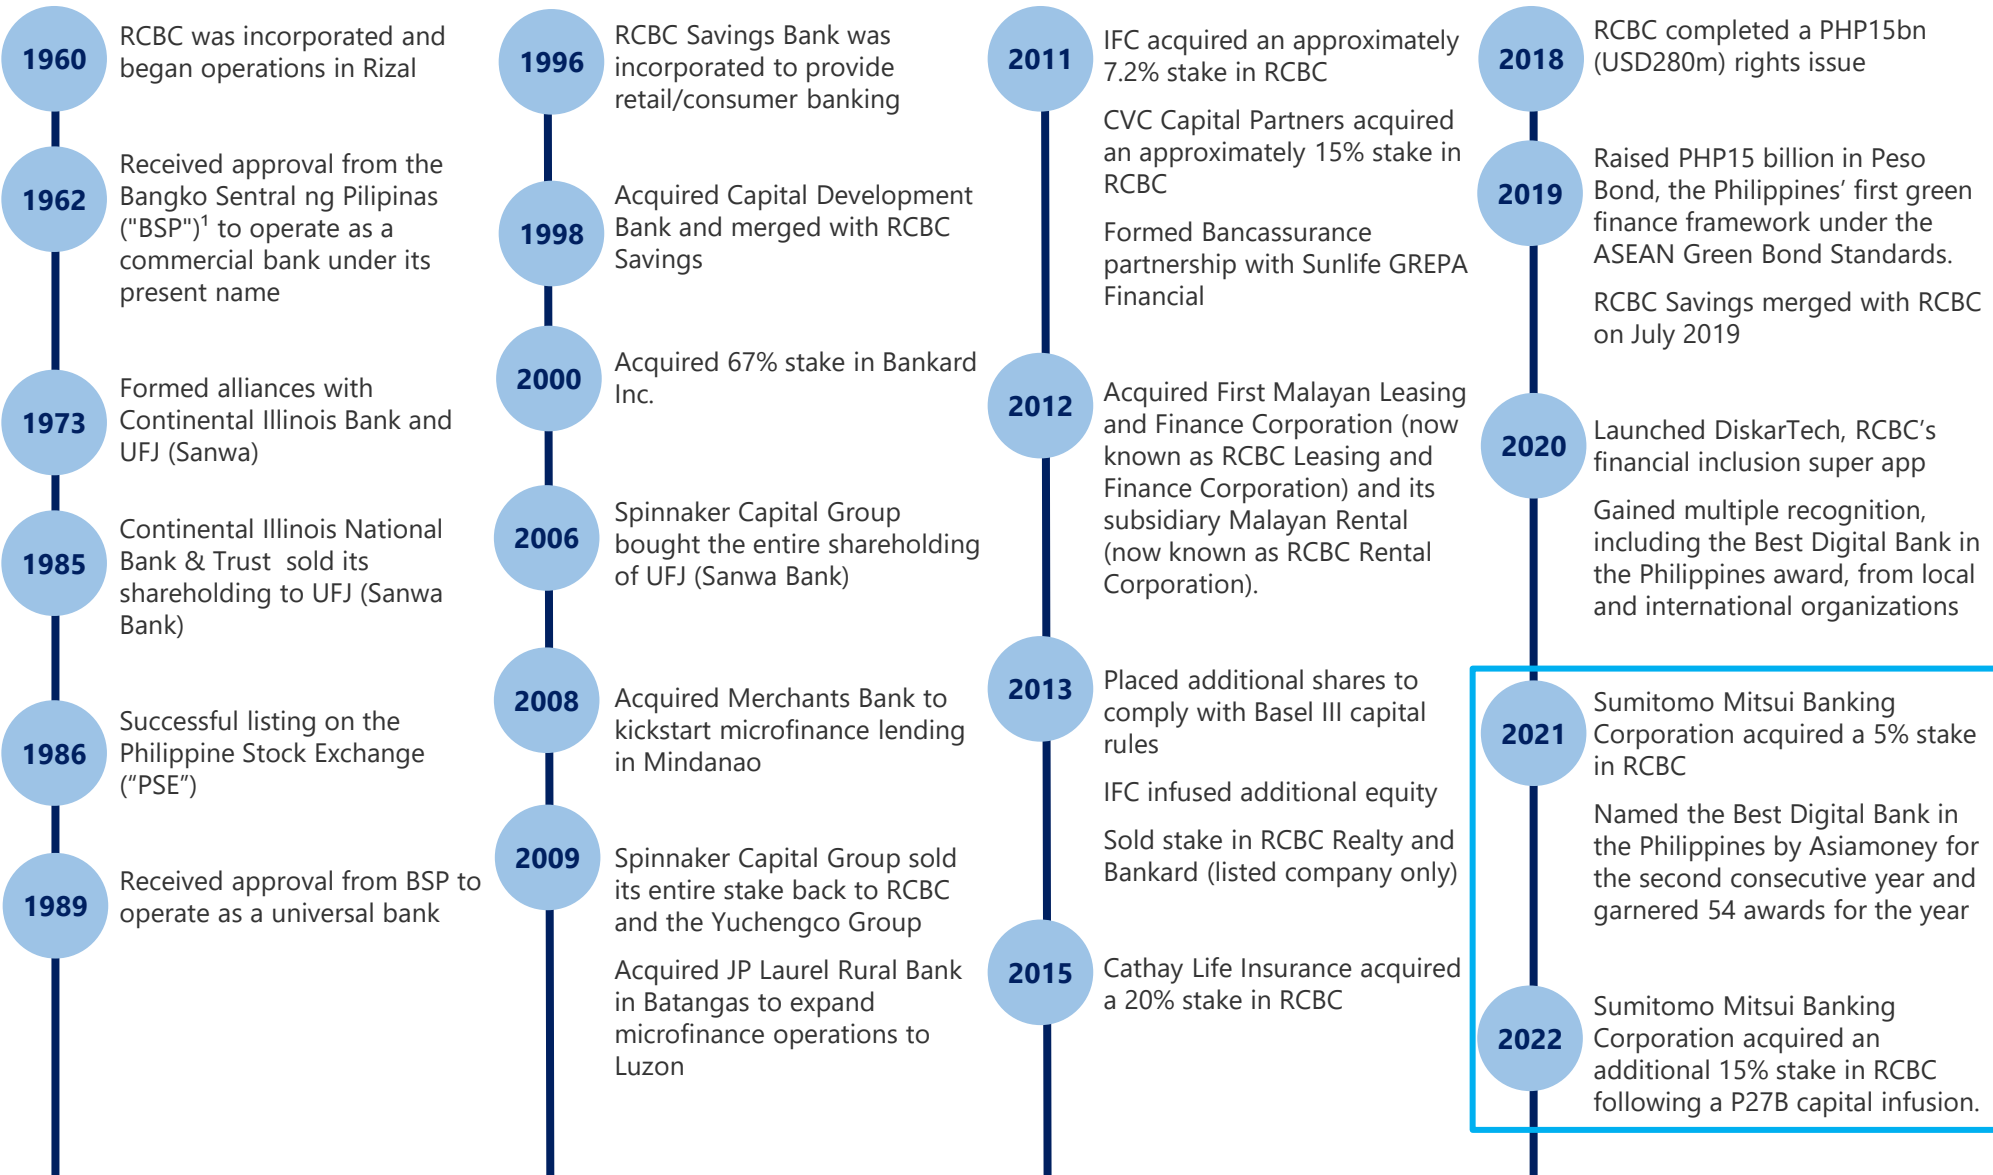 1960
RCBC was incorporated and
began operations in Rizal
1962
Received approval from the
Bangko Sentral ng Pilipinas
("BSP")¹ to operate as a
commercial bank under its
present name
1973
Formed alliances with
Continental Illinois Bank and
UFJ (Sanwa)
1985
Continental Illinois National
Bank & Trust  sold its
shareholding to UFJ (Sanwa
Bank)
1986
Successful listing on the
Philippine Stock Exchange
(“PSE”)
1989
Received approval from BSP to
operate as a universal bank
1996
RCBC Savings Bank was
incorporated to provide
retail/consumer banking
1998
Acquired Capital Development
Bank and merged with RCBC
Savings
2000
Acquired 67% stake in Bankard
Inc.
2006
Spinnaker Capital Group
bought the entire shareholding
of UFJ (Sanwa Bank)
2008
Acquired Merchants Bank to
kickstart microfinance lending
in Mindanao
2009
Spinnaker Capital Group sold
its entire stake back to RCBC
and the Yuchengco Group
Acquired JP Laurel Rural Bank
in Batangas to expand
microfinance operations to
Luzon
2011
IFC acquired an approximately
7.2% stake in RCBC
CVC Capital Partners acquired
an approximately 15% stake in
RCBC
Formed Bancassurance
partnership with Sunlife GREPA
Financial
2012
Acquired First Malayan Leasing
and Finance Corporation (now
known as RCBC Leasing and
Finance Corporation) and its
subsidiary Malayan Rental
(now known as RCBC Rental
Corporation).
2013
Placed additional shares to
comply with Basel III capital
rules
IFC infused additional equity
Sold stake in RCBC Realty and
Bankard (listed company only)
2015
Cathay Life Insurance acquired
a 20% stake in RCBC
2018
RCBC completed a PHP15bn
(USD280m) rights issue
2019
Raised PHP15 billion in Peso
Bond, the Philippines’ first green
finance framework under the
ASEAN Green Bond Standards.
RCBC Savings merged with RCBC
on July 2019
2020
Launched DiskarTech, RCBC’s
financial inclusion super app
Gained multiple recognition,
including the Best Digital Bank in
the Philippines award, from local
and international organizations
2021
Sumitomo Mitsui Banking
Corporation acquired a 5% stake
in RCBC
Named the Best Digital Bank in
the Philippines by Asiamoney for
the second consecutive year and
garnered 54 awards for the year
2022
Sumitomo Mitsui Banking
Corporation acquired an
additional 15% stake in RCBC
following a P27B capital infusion.